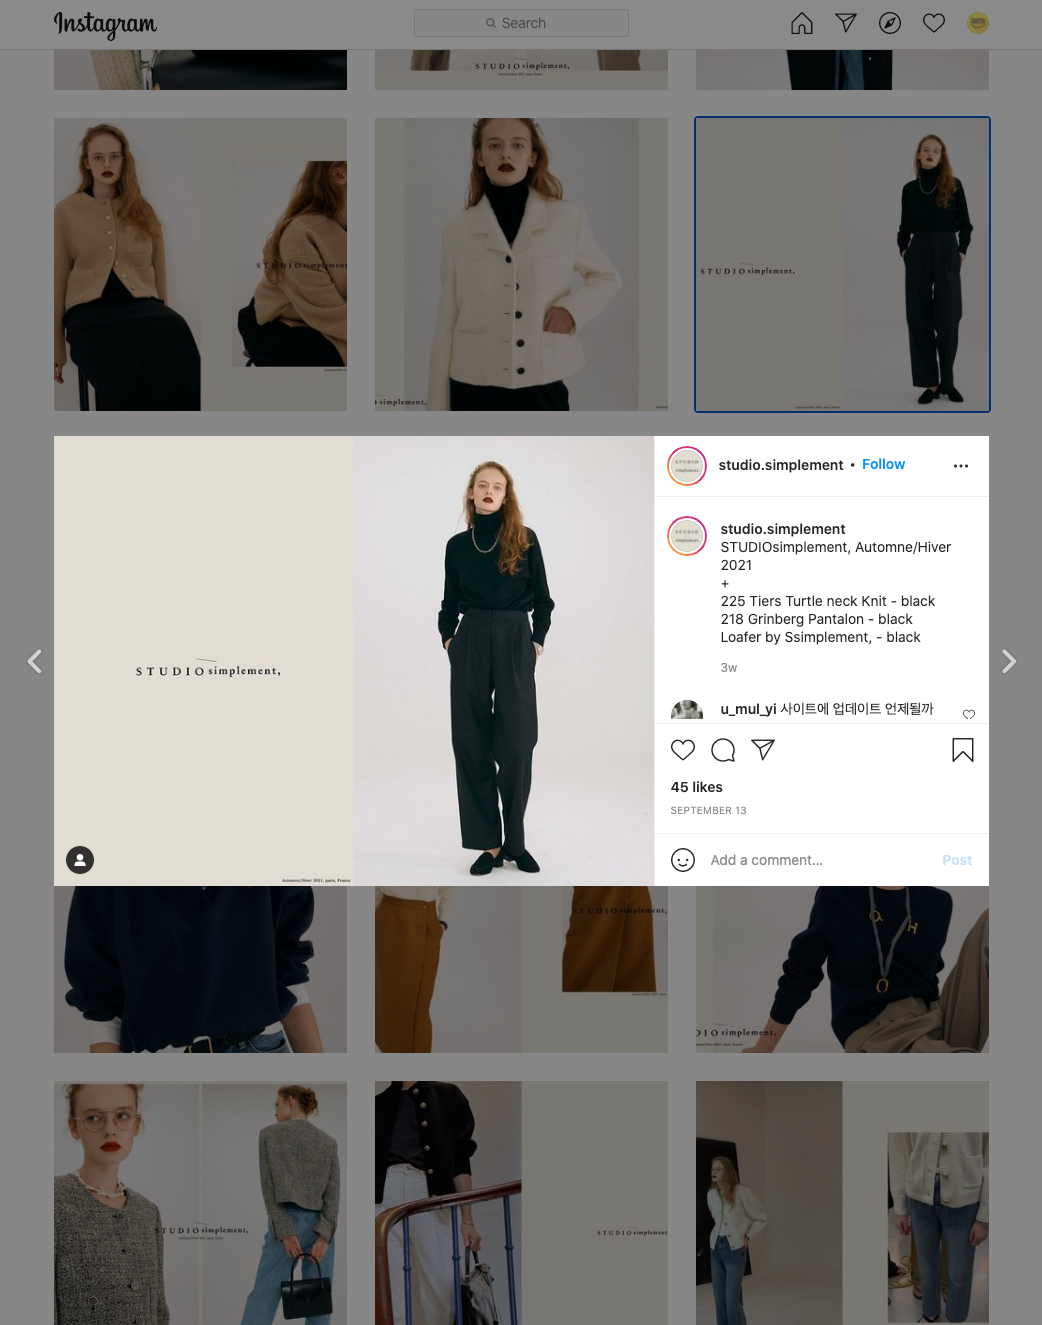 Instagram
Search
STUDIO simplement,
STUDIO simplement,
simplement,
STUDIO simplement,
STUDIO simplement,
Automne/Hiver 2021, paris, France
studio.simplement • Follow
studio.simplement
STUDIOsimplement, Automne/Hiver
2021
+
225 Tiers Turtle neck Knit - black
218 Grinberg Pantalon - black
Loafer by Ssimplement, - black
3w
u_mul_yi 사이트에 업데이트 언제될까
45 likes
SEPTEMBER 13
Add a comment...
Post
STUDIO simplement,
DIO simplement,
G
H
O
STUDIO simplement,
STUDIO simplement